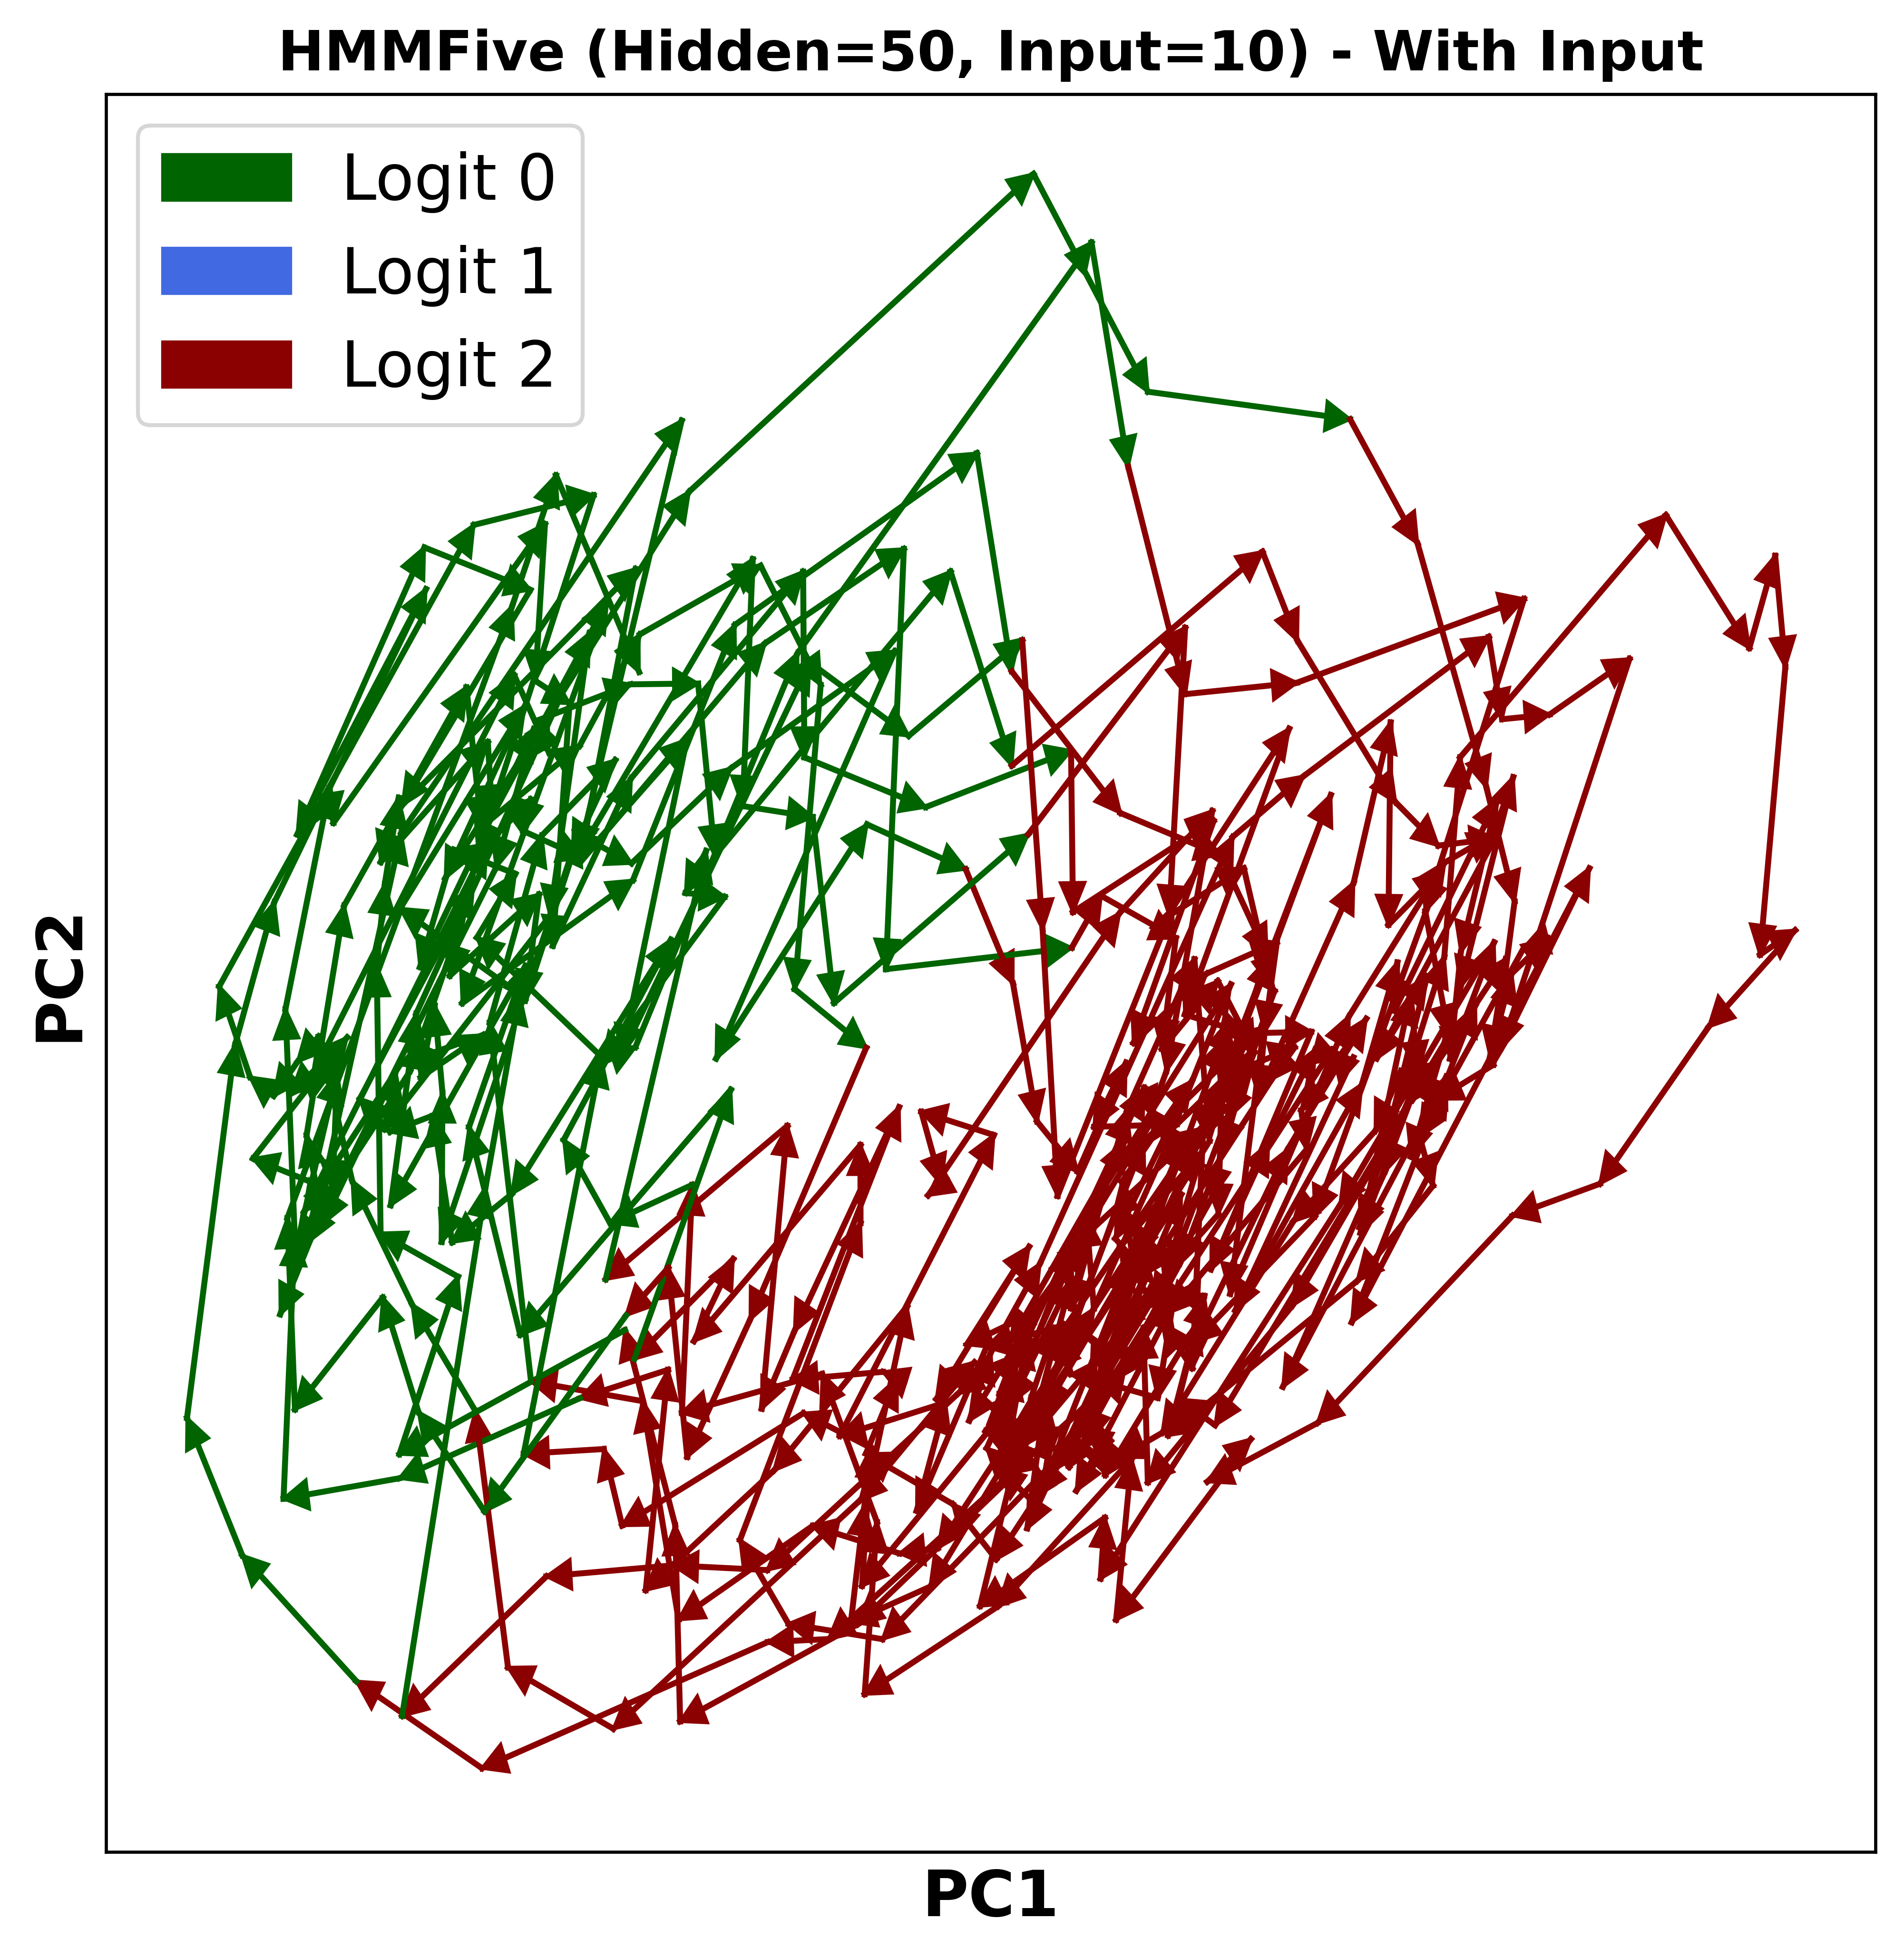 HMMFive (Hidden=50, Input=10) - With Input
Logit 0
Logit 1
Logit 2
PC2
PC1